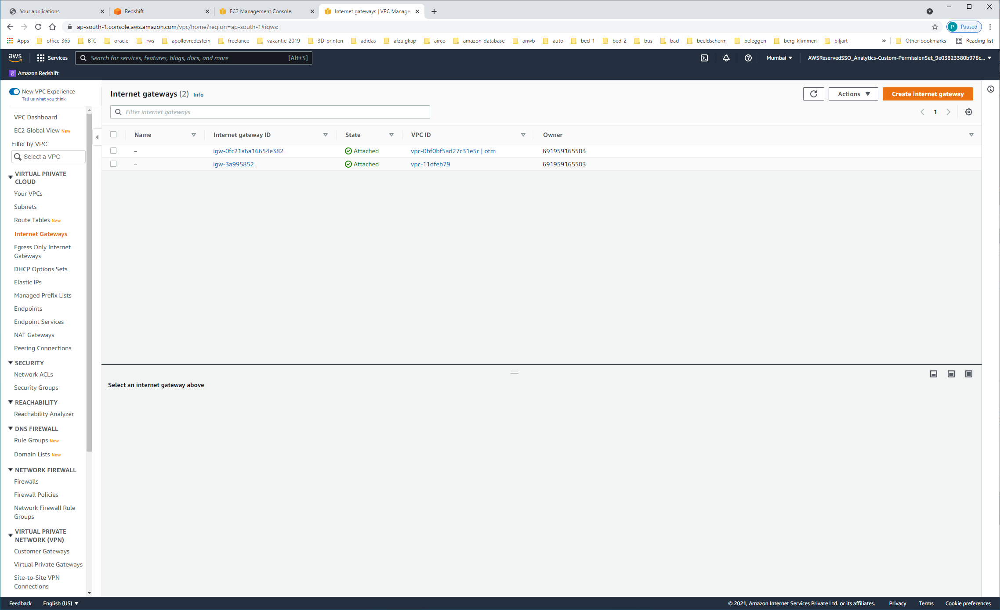 Your applications
Redshift
EC2 Management Console
Internet gateways | VPC Manage
ap-south-1.console.aws.amazon.com/vpc/home?region=ap-south-1#igws:
P Paused
Apps office-365 BTC oracle rws apollovredestein freelance vakantie-2019 3D-printen adidas afzuigkap airco amazon-database anwb auto bed-1 bed-2 bus bad beeldscherm beleggen berg-klimmen biljart » Other bookmarks Reading list
aws Services Search for services, features, blogs, docs, and more [Alt+S] Mumbai AWSReservedSSO_Analytics-Custom-PermissionSet_9e03823380b978c...
Amazon Redshift
New VPC Experience
Tell us what you think
VPC Dashboard
EC2 Global View New
Filter by VPC:
Select a VPC
VIRTUAL PRIVATE
CLOUD
Your VPCs
Subnets
Route Tables New
Internet Gateways
Egress Only Internet
Gateways
DHCP Options Sets
Elastic IPs
Managed Prefix Lists
Endpoints
Endpoint Services
NAT Gateways
Peering Connections
SECURITY
Network ACLs
Security Groups
REACHABILITY
Reachability Analyzer
DNS FIREWALL
Rule Groups New
Domain Lists New
NETWORK FIREWALL
Firewalls
Firewall Policies
Network Firewall Rule
Groups
VIRTUAL PRIVATE
NETWORK (VPN)
Customer Gateways
Virtual Private Gateways
Site-to-Site VPN
Connections
Internet gateways (2) Info
Actions
Create internet gateway
Filter internet gateways
1
Name Internet gateway ID State VPC ID Owner
– igw-0fc21a6a16654e382 Attached vpc-0bf0bf5ad27c31e5c | otm 691959165503
– igw-3a995852 Attached vpc-11dfeb79 691959165503
Select an internet gateway above
Feedback English (US) © 2021, Amazon Internet Services Private Ltd. or its affiliates. Privacy Terms Cookie preferences